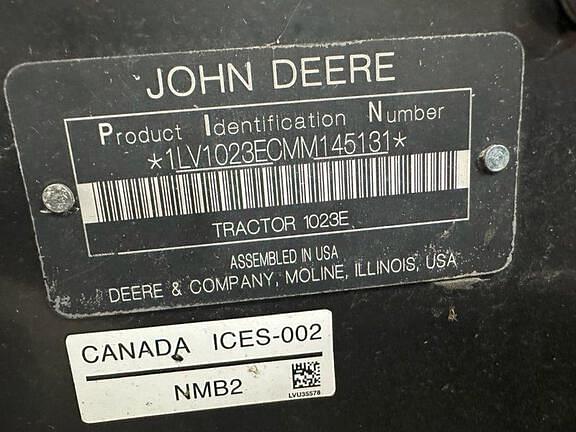 JOHN DEERE
Product Identification Number
*1LV1023ECMM145131*
TRACTOR 1023E
ASSEMBLED IN USA
DEERE & COMPANY, MOLINE, ILLINOIS, USA
CANADA ICES-002
NMB2
LVU35578